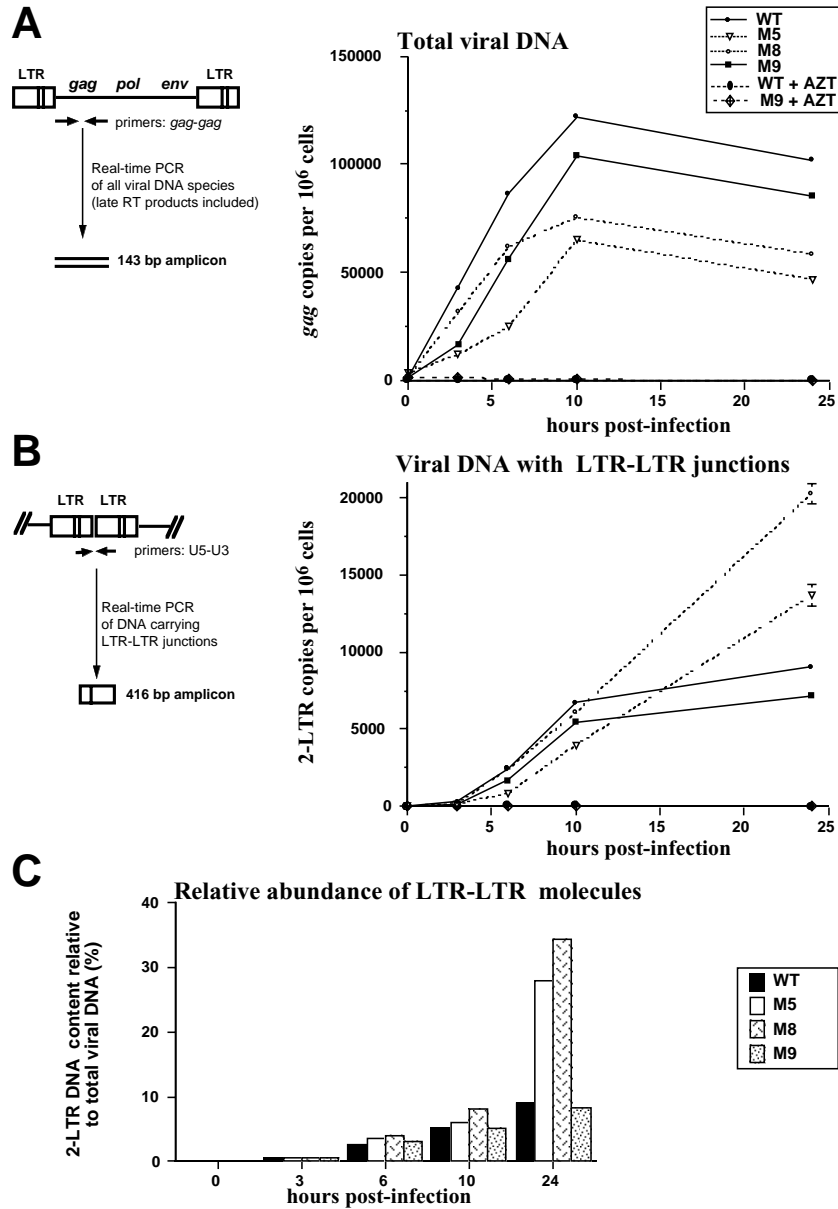 A
LTR
gag
pol
env
LTR
primers: gag-gag
Real-time PCR
of all viral DNA species
(late RT products included)
143 bp amplicon
Total viral DNA
WT
M5
M8
M9
WT + AZT
M9 + AZT
gag copies per 10⁶ cells
150000
100000
50000
0
0 5 10 15 20 25
hours post-infection
B
LTR LTR
primers: U5-U3
Real-time PCR
of DNA carrying
LTR-LTR junctions
416 bp amplicon
Viral DNA with LTR-LTR junctions
2-LTR copies per 10⁶ cells
20000
15000
10000
5000
0
0 5 10 15 20 25
hours post-infection
C
Relative abundance of LTR-LTR molecules
2-LTR DNA content relative
to total viral DNA (%)
40
30
20
10
0
0 3 6 10 24
hours post-infection
WT
M5
M8
M9